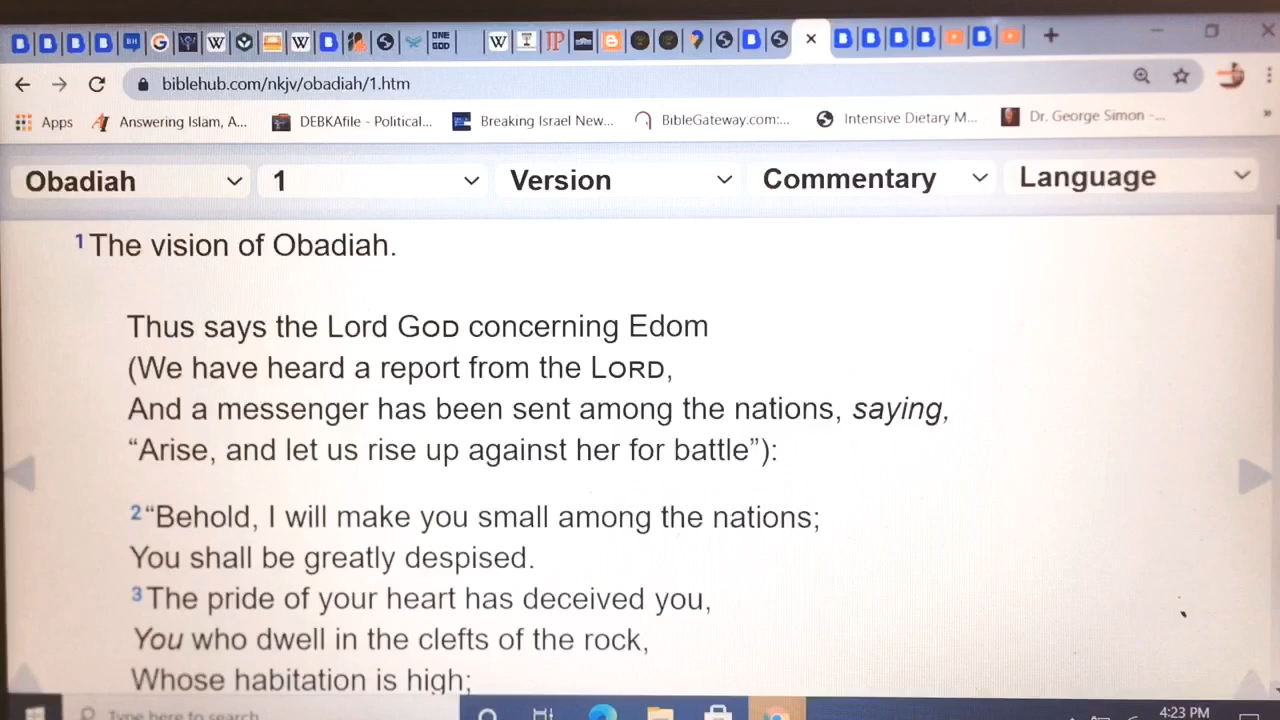 ONE
GOD
biblehub.com/nkjv/obadiah/1.htm
Apps
Answering Islam, A...
DEBKAfile - Political...
Breaking Israel New...
BibleGateway.com:...
Intensive Dietary M...
Dr. George Simon -...
Obadiah
1
Version
Commentary
Language
1 The vision of Obadiah.
Thus says the Lord GOD concerning Edom
(We have heard a report from the LORD,
And a messenger has been sent among the nations, saying,
“Arise, and let us rise up against her for battle”):
2 “Behold, I will make you small among the nations;
You shall be greatly despised.
3 The pride of your heart has deceived you,
You who dwell in the clefts of the rock,
Whose habitation is high;
Type here to search
4:23 PM